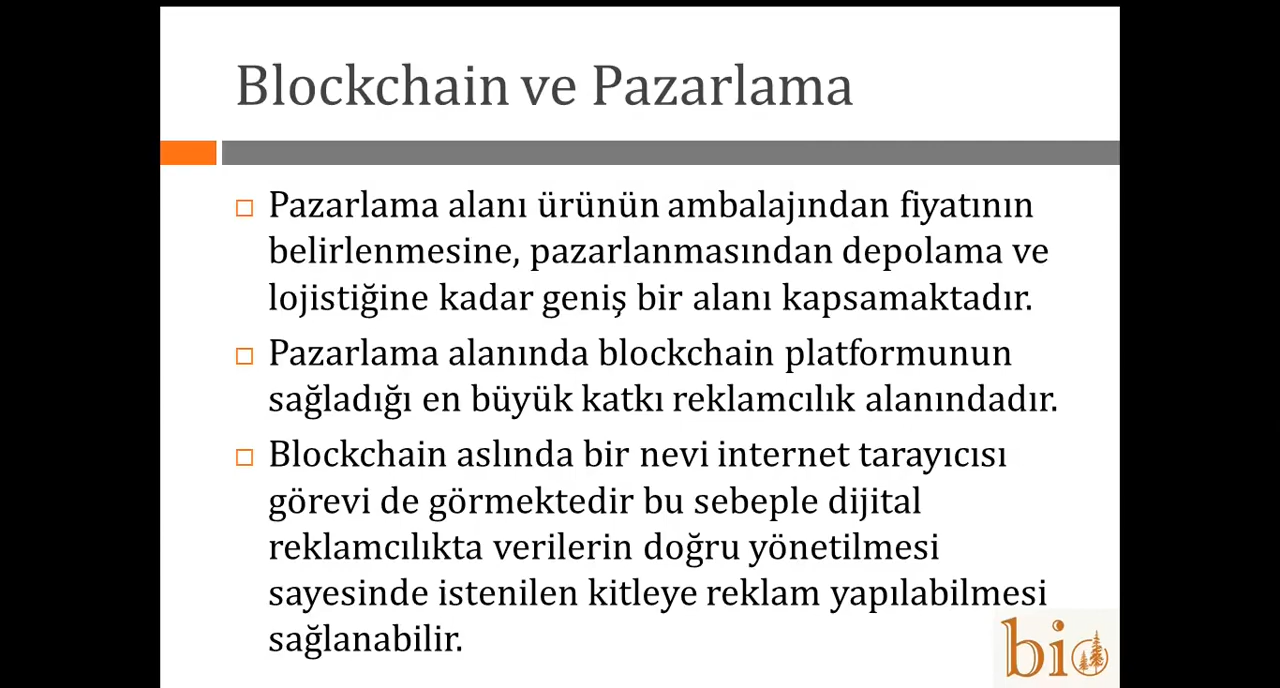 Blockchain ve Pazarlama
Pazarlama alanı ürünün ambalajından fiyatının
belirlenmesine, pazarlanmasından depolama ve
lojistiğine kadar geniş bir alanı kapsamaktadır.
Pazarlama alanında blockchain platformunun
sağladığı en büyük katkı reklamcılık alanındadır.
Blockchain aslında bir nevi internet tarayıcısı
görevi de görmektedir bu sebeple dijital
reklamcılıkta verilerin doğru yönetilmesi
sayesinde istenilen kitleye reklam yapılabilmesi
sağlanabilir.
bio